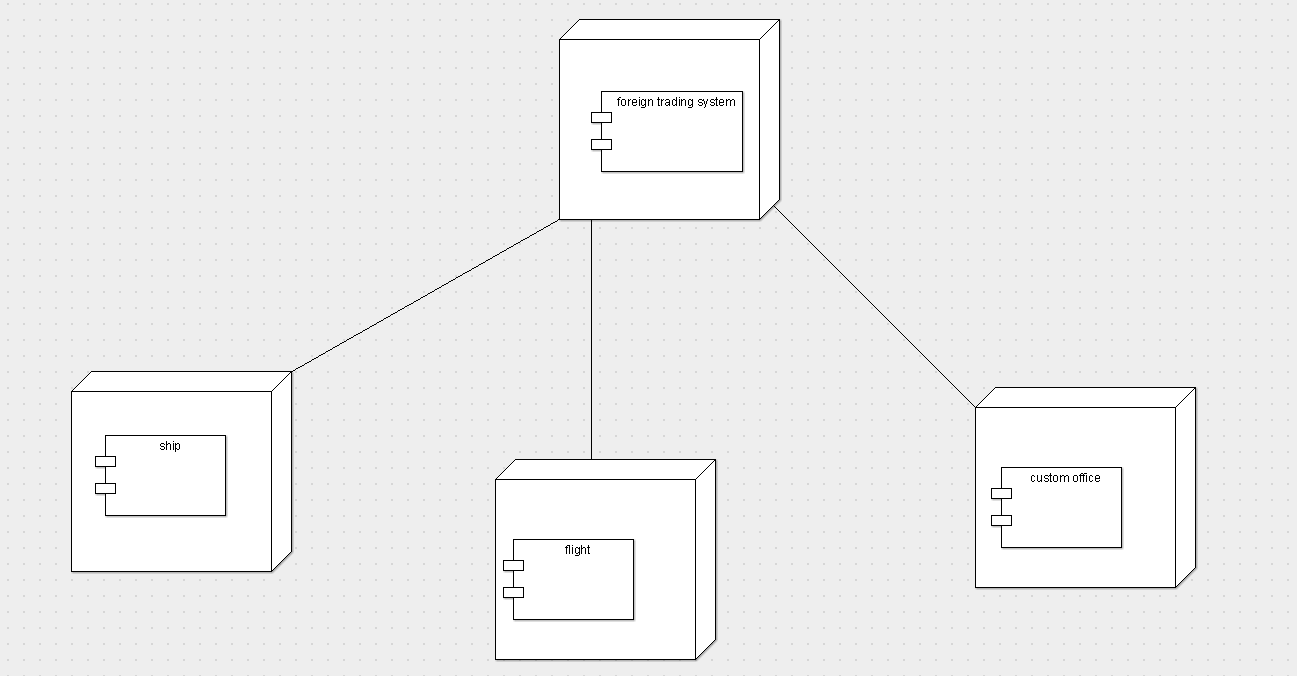 foreign trading system
ship
custom office
flight